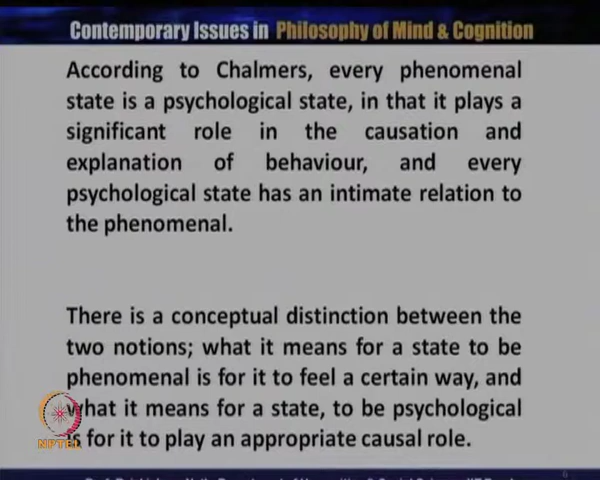 Contemporary Issues in Philosophy of Mind & Cognition
According to Chalmers, every phenomenal
state is a psychological state, in that it plays a
significant role in the causation and
explanation of behaviour, and every
psychological state has an intimate relation to
the phenomenal.
There is a conceptual distinction between the
two notions; what it means for a state to be
phenomenal is for it to feel a certain way, and
what it means for a state, to be psychological
is for it to play an appropriate causal role.
NPTEL